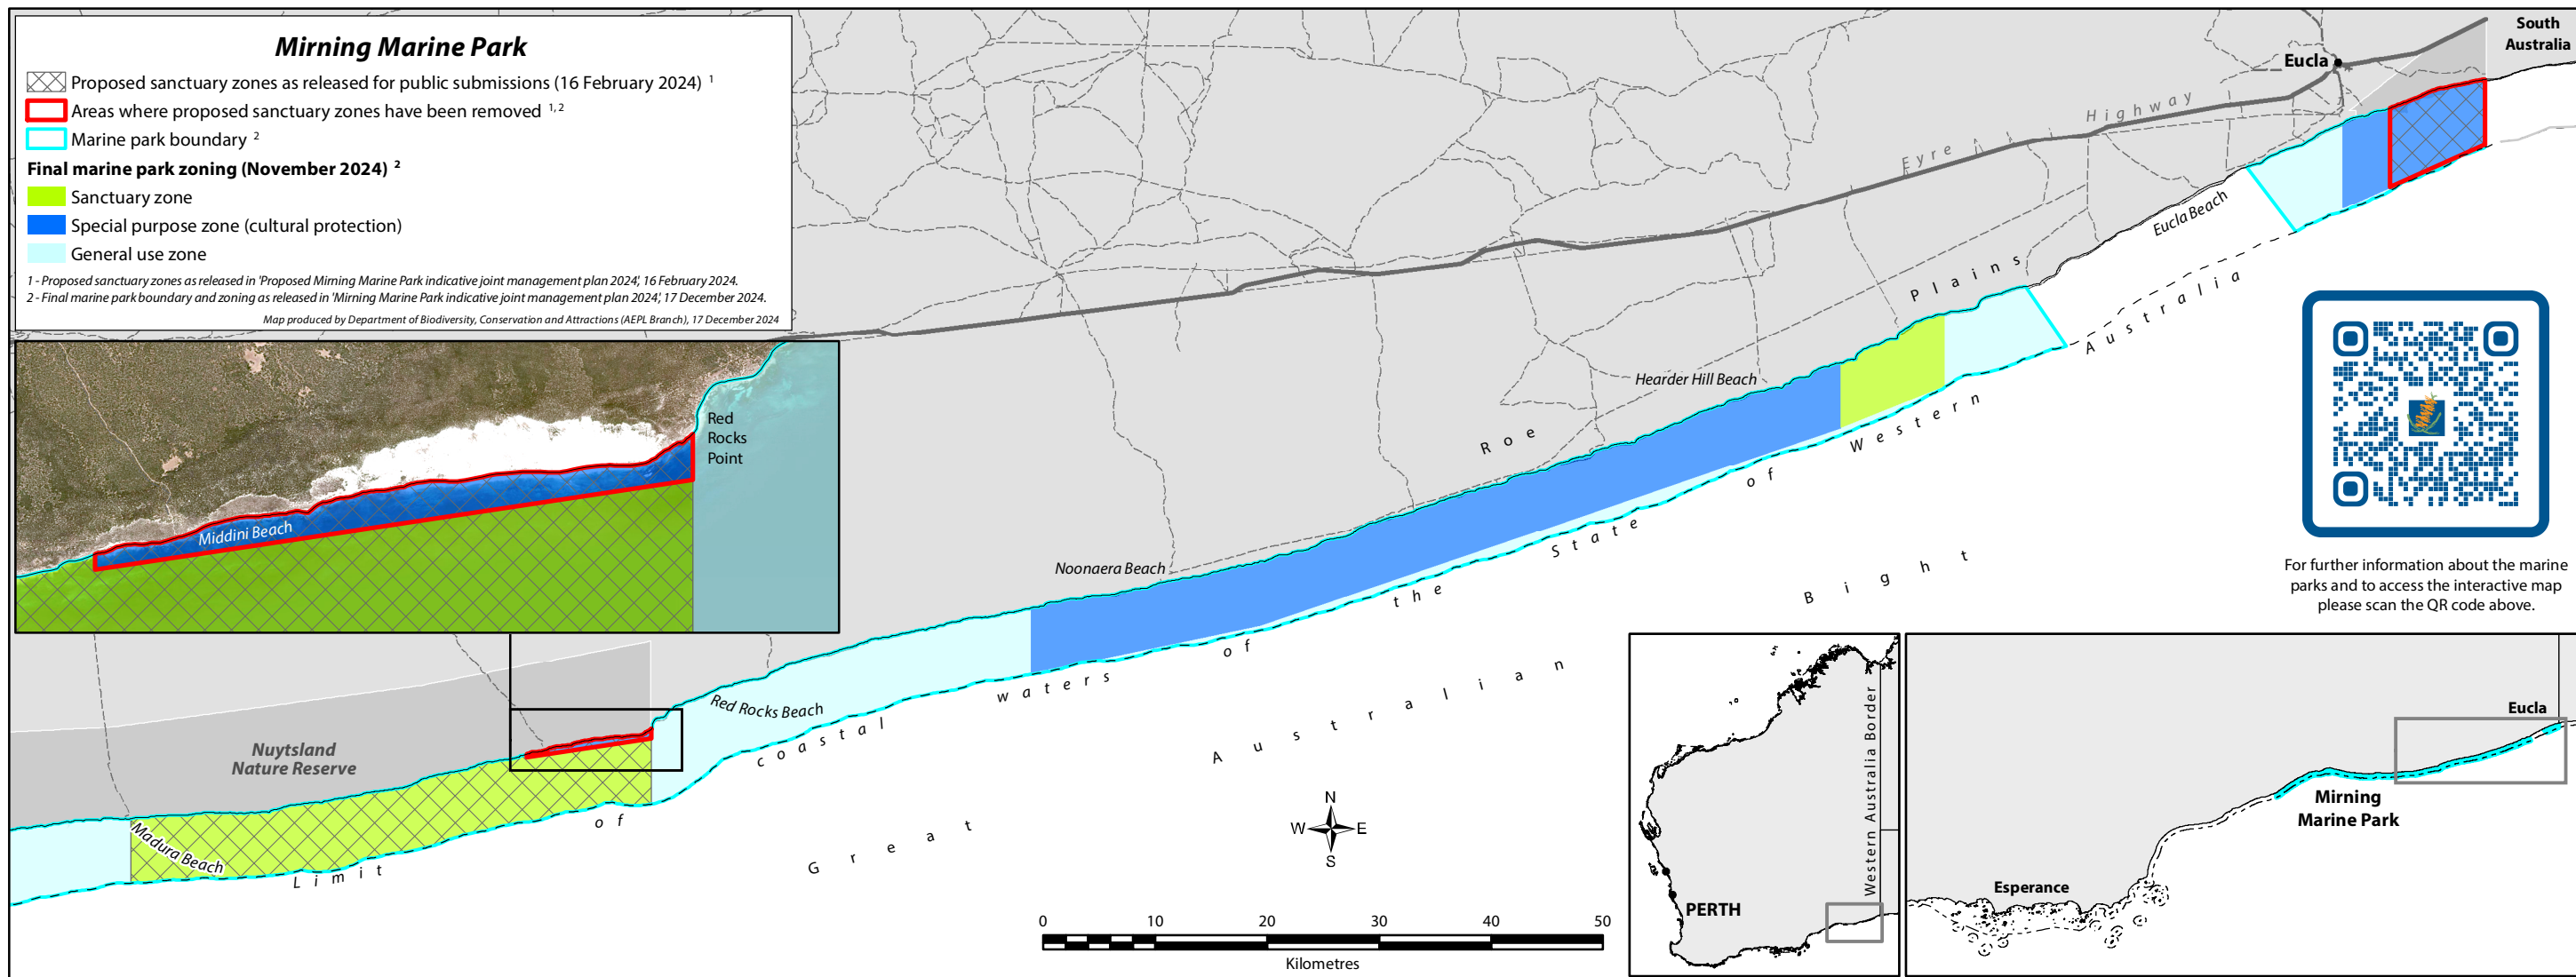 Mirning Marine Park
Proposed sanctuary zones as released for public submissions (16 February 2024) 1
Areas where proposed sanctuary zones have been removed 1, 2
Marine park boundary 2
Final marine park zoning (November 2024) 2
Sanctuary zone
Special purpose zone (cultural protection)
General use zone
1 - Proposed sanctuary zones as released in 'Proposed Mirning Marine Park indicative joint management plan 2024', 16 February 2024.
2 - Final marine park boundary and zoning as released in 'Mirning Marine Park indicative joint management plan 2024', 17 December 2024.
Map produced by Department of Biodiversity, Conservation and Attractions (AEPL Branch), 17 December 2024
South
Australia
Eucla
Eyre Highway
Eucla Beach
Roe Plains
Hearder Hill Beach
Noonaera Beach
Red Rocks Beach
Red
Rocks
Point
Middini Beach
Nuytsland
Nature Reserve
Madura Beach
Limit of coastal waters of the State of Western Australia
Great Australian Bight
For further information about the marine
parks and to access the interactive map
please scan the QR code above.
N
W E
S
0 10 20 30 40 50
Kilometres
PERTH
Western Australia Border
Eucla
Mirning
Marine Park
Esperance